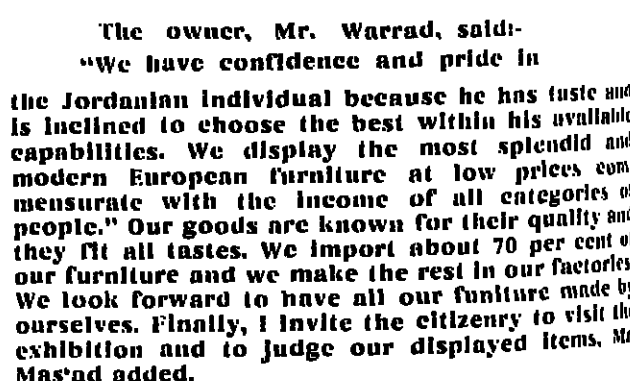 The owner, Mr. Warrad, said:-
"We have confidence and pride in
the Jordanian individual because he has taste and
is inclined to choose the best within his available
capabilities. We display the most splendid and
modern European furniture at low prices com
mensurate with the income of all categories of
people." Our goods are known for their quality and
they fit all tastes. We import about 70 per cent of
our furniture and we make the rest in our factories.
We look forward to have all our funiture made by
ourselves. Finally, I invite the citizenry to visit the
exhibition and to judge our displayed items, Mr
Mas'ad added.